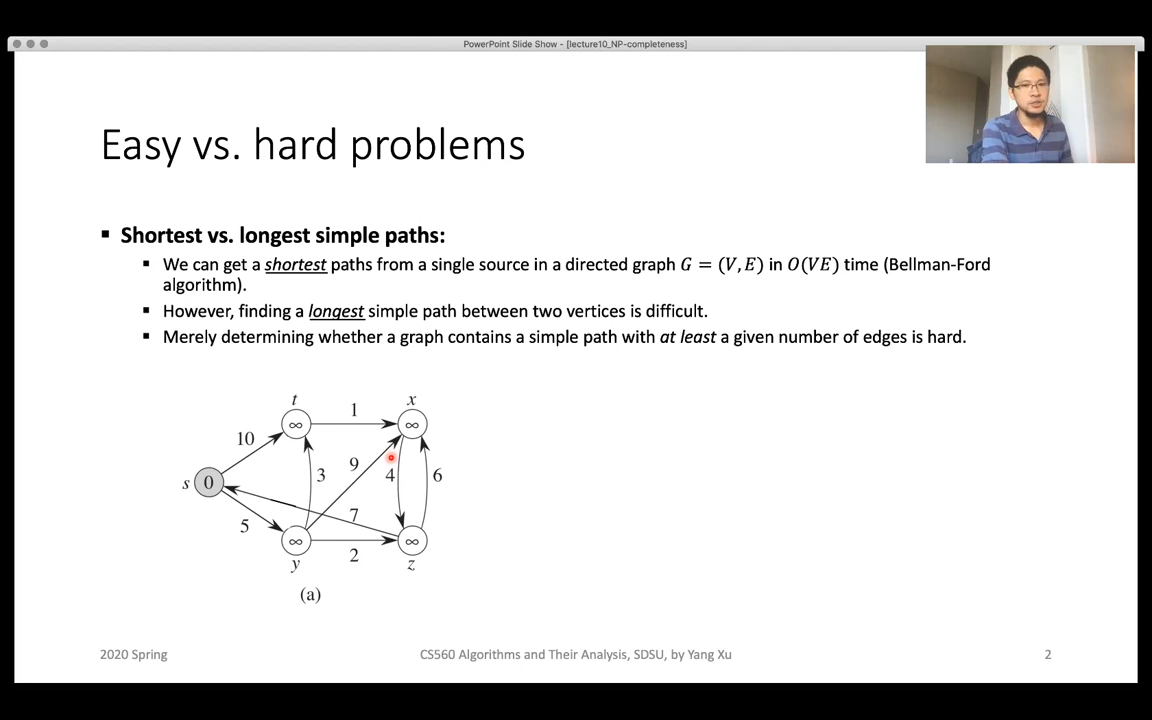 PowerPoint Slide Show - [lecture10_NP-completeness]
Easy vs. hard problems
▪ Shortest vs. longest simple paths:
▪ We can get a shortest paths from a single source in a directed graph G = (V, E) in O(VE) time (Bellman-Ford
algorithm).
▪ However, finding a longest simple path between two vertices is difficult.
▪ Merely determining whether a graph contains a simple path with at least a given number of edges is hard.
t x
1
∞ ∞
10
9
3 4 6
s 0
7
5
∞ ∞
2
y z
(a)
2020 Spring
CS560 Algorithms and Their Analysis, SDSU, by Yang Xu
2